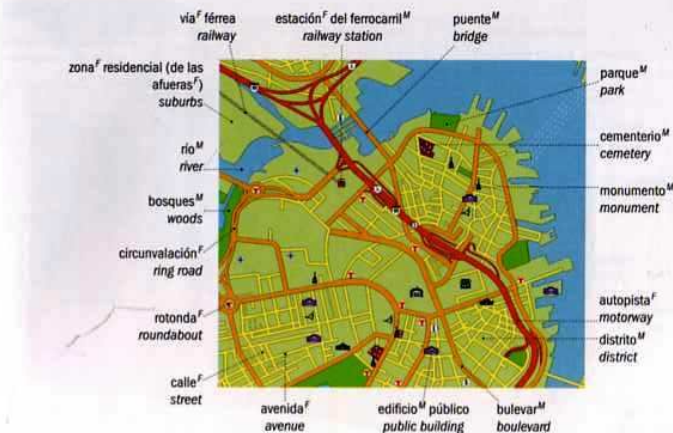 vía^F férrea
railway
estación^F del ferrocarril^M
railway station
puente^M
bridge
zona^F residencial (de las
afueras^F)
suburbs
parque^M
park
río^M
river
cementerio^M
cemetery
bosques^M
woods
monumento^M
monument
circunvalación^F
ring road
rotonda^F
roundabout
autopista^F
motorway
distrito^M
district
calle^F
street
avenida^F
avenue
edificio^M público
public building
bulevar^M
boulevard